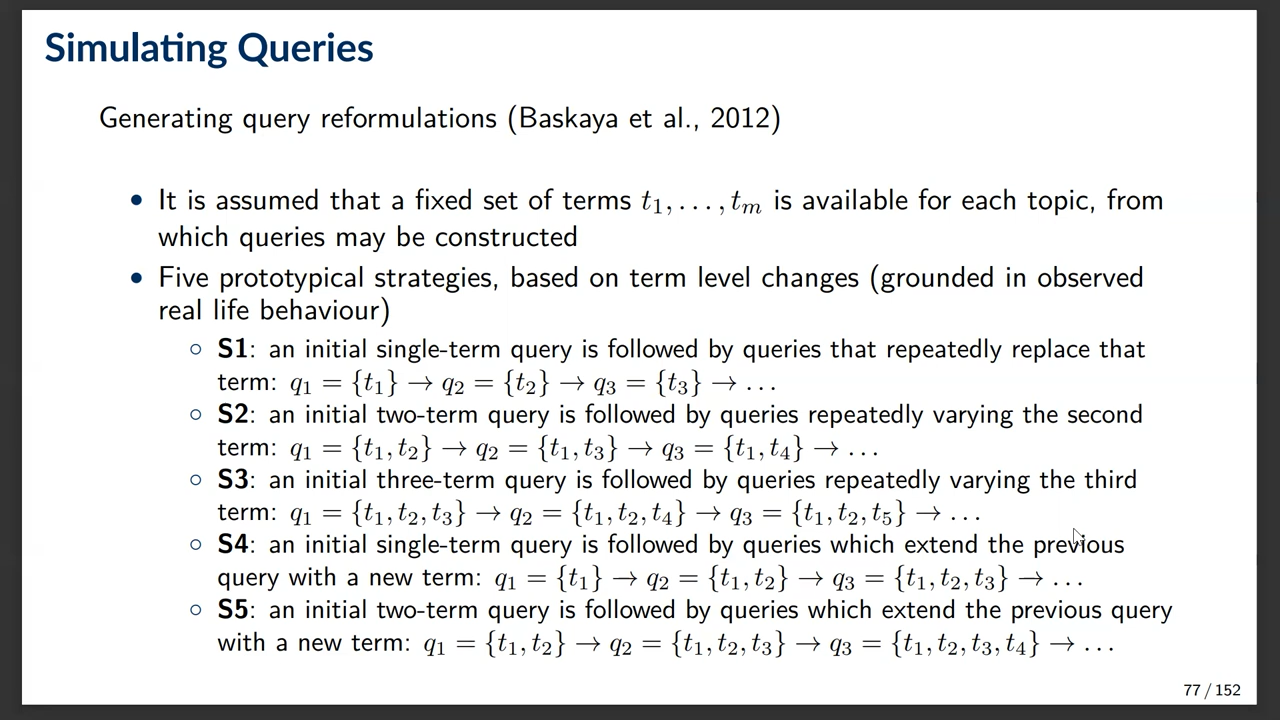 Simulating Queries
Generating query reformulations (Baskaya et al., 2012)
• It is assumed that a fixed set of terms t₁, . . . , tₘ is available for each topic, from
which queries may be constructed
• Five prototypical strategies, based on term level changes (grounded in observed
real life behaviour)
○ S1: an initial single-term query is followed by queries that repeatedly replace that
term: q₁ = {t₁} → q₂ = {t₂} → q₃ = {t₃} → . . .
○ S2: an initial two-term query is followed by queries repeatedly varying the second
term: q₁ = {t₁, t₂} → q₂ = {t₁, t₃} → q₃ = {t₁, t₄} → . . .
○ S3: an initial three-term query is followed by queries repeatedly varying the third
term: q₁ = {t₁, t₂, t₃} → q₂ = {t₁, t₂, t₄} → q₃ = {t₁, t₂, t₅} → . . .
○ S4: an initial single-term query is followed by queries which extend the previous
query with a new term: q₁ = {t₁} → q₂ = {t₁, t₂} → q₃ = {t₁, t₂, t₃} → . . .
○ S5: an initial two-term query is followed by queries which extend the previous query
with a new term: q₁ = {t₁, t₂} → q₂ = {t₁, t₂, t₃} → q₃ = {t₁, t₂, t₃, t₄} → . . .
77 / 152